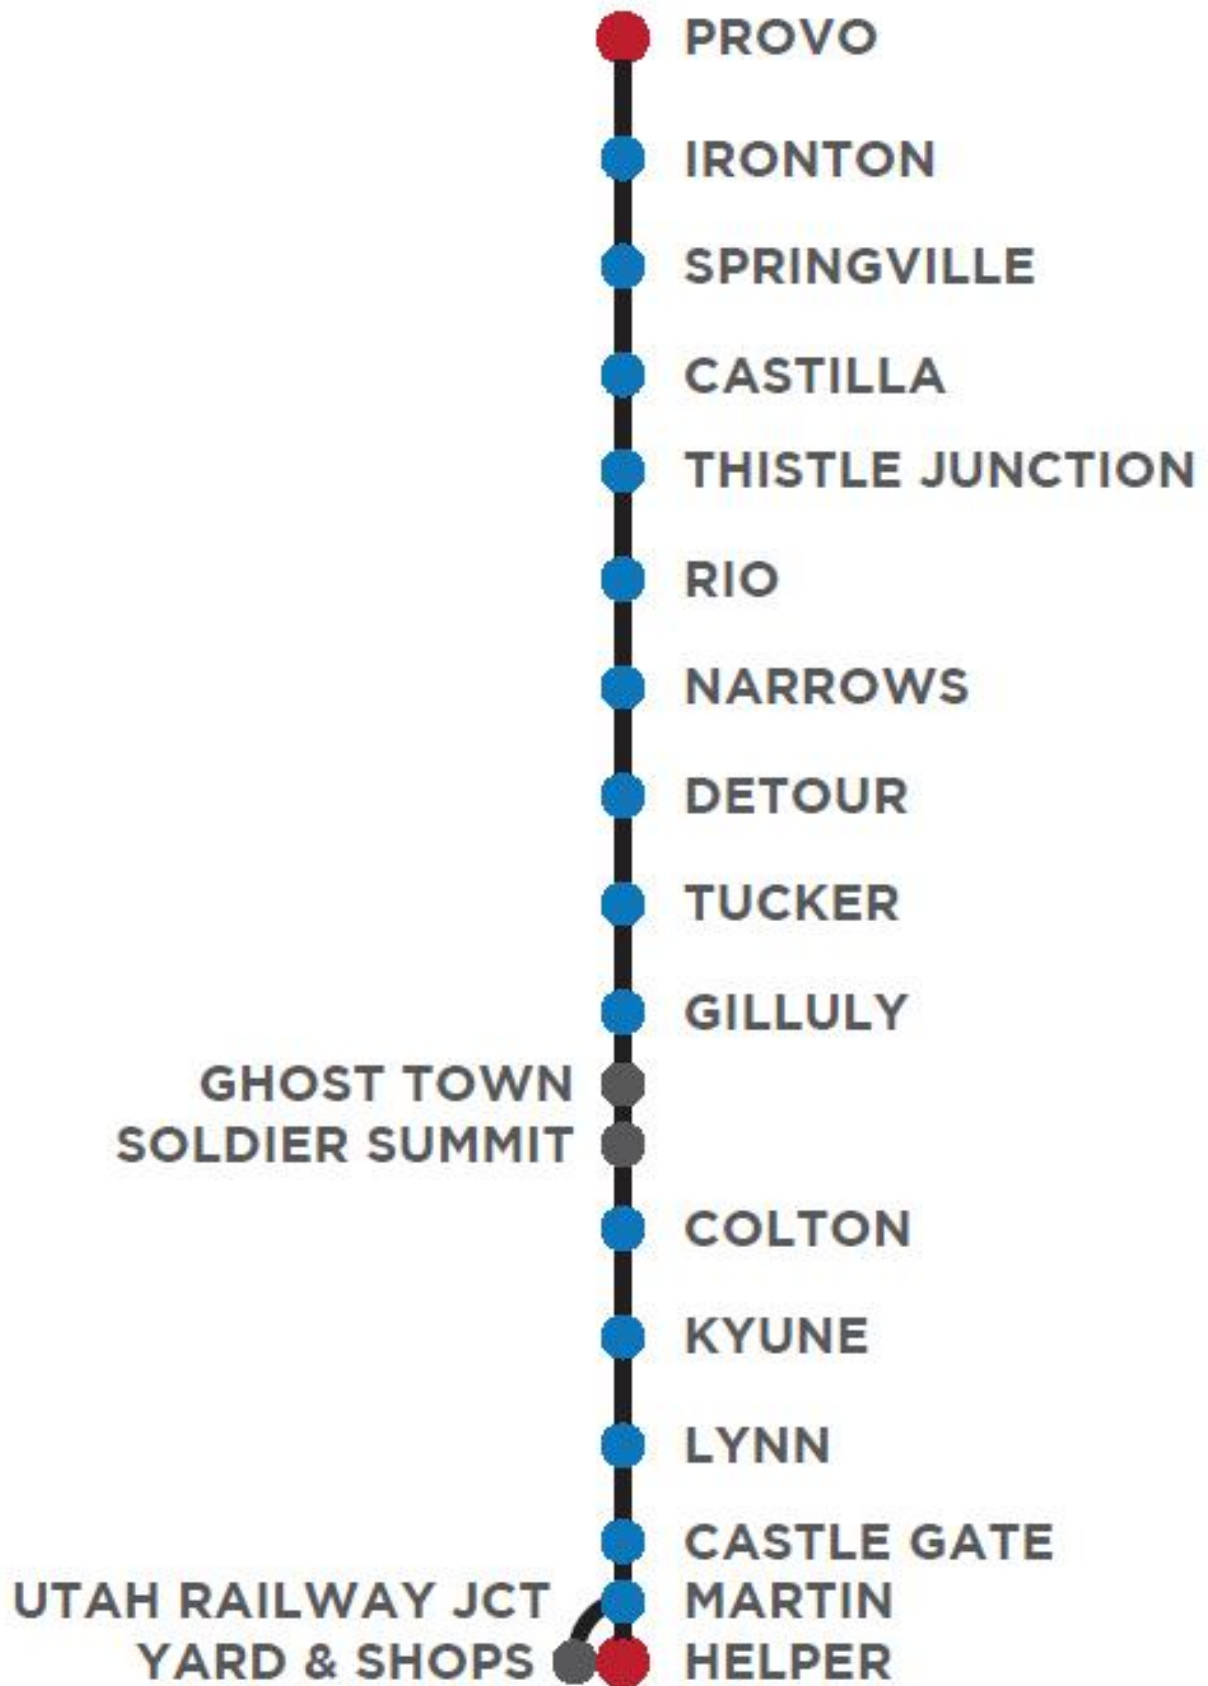 PROVO
IRONTON
SPRINGVILLE
CASTILLA
THISTLE JUNCTION
RIO
NARROWS
DETOUR
TUCKER
GILLULY
GHOST TOWN
SOLDIER SUMMIT
COLTON
KYUNE
LYNN
CASTLE GATE
UTAH RAILWAY JCT
MARTIN
YARD & SHOPS
HELPER